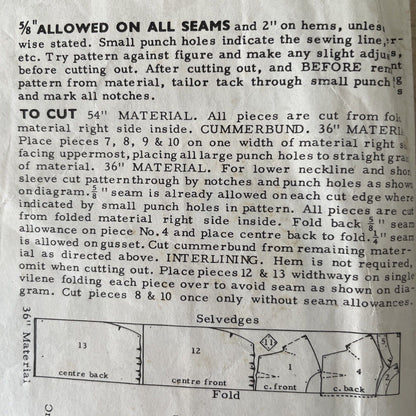 ⅝" ALLOWED ON ALL SEAMS and 2" on hems, unles
wise stated. Small punch holes indicate the sewing line,
etc. Try pattern against figure and make any slight adju
before cutting out. After cutting out, and BEFORE re
pattern from material, tailor tack through small punch
and mark all notches.
TO CUT 54" MATERIAL. All pieces are cut from fol
material right side inside. CUMMERBUND. 36" MATERI
Place pieces 7, 8, 9 & 10 on one width of material right si
facing uppermost, placing all large punch holes to straight gra
of material. 36" MATERIAL. For lower neckline and shor
sleeve cut pattern through by notches and punch holes as show
on diagram. ⅝" seam is already allowed on each cut edge where
indicated by small punch holes in pattern. All pieces are cut
from folded material right side inside. Fold back ⅝" seam
allowance on piece No. 4 and place centre back to fold. ¼" seam
is allowed on gusset. Cut cummerbund from remaining mater-
ial as directed above. INTERLINING. Hem is not required,
omit when cutting out. Place pieces 12 & 13 widthways on single
vilene folding each piece over to avoid seam as shown on dia-
gram. Cut pieces 8 & 10 once only without seam allowances.
Selvedges
36" Material
13
centre back
12
centre front
11
1
c. front
4
c. back
5
2
Fold